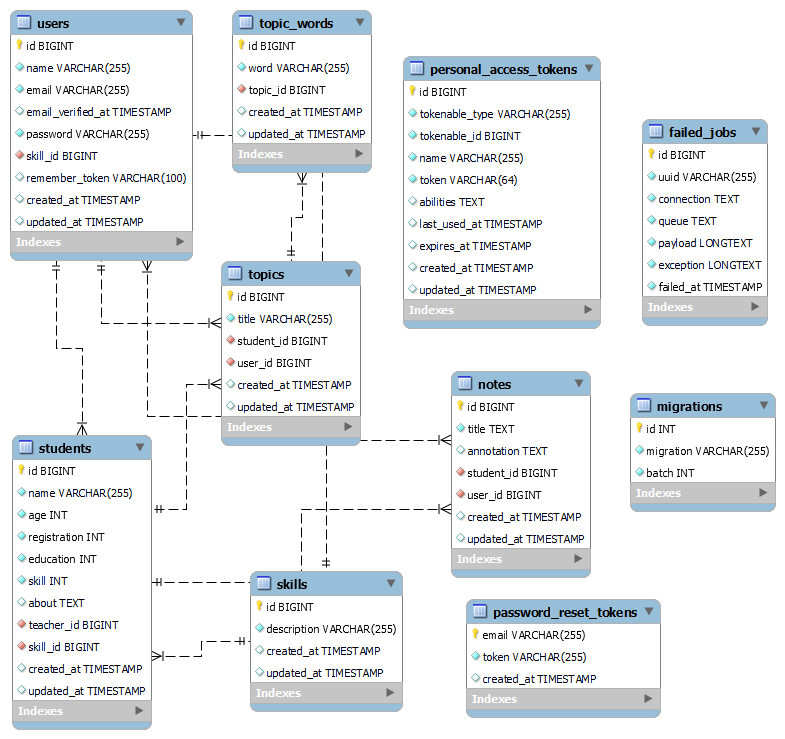 users
id BIGINT
name VARCHAR(255)
email VARCHAR(255)
email_verified_at TIMESTAMP
password VARCHAR(255)
skill_id BIGINT
remember_token VARCHAR(100)
created_at TIMESTAMP
updated_at TIMESTAMP
Indexes
topic_words
id BIGINT
word VARCHAR(255)
topic_id BIGINT
created_at TIMESTAMP
updated_at TIMESTAMP
Indexes
personal_access_tokens
id BIGINT
tokenable_type VARCHAR(255)
tokenable_id BIGINT
name VARCHAR(255)
token VARCHAR(64)
abilities TEXT
last_used_at TIMESTAMP
expires_at TIMESTAMP
created_at TIMESTAMP
updated_at TIMESTAMP
Indexes
failed_jobs
id BIGINT
uuid VARCHAR(255)
connection TEXT
queue TEXT
payload LONGTEXT
exception LONGTEXT
failed_at TIMESTAMP
Indexes
topics
id BIGINT
title VARCHAR(255)
student_id BIGINT
user_id BIGINT
created_at TIMESTAMP
updated_at TIMESTAMP
Indexes
notes
id BIGINT
title TEXT
annotation TEXT
student_id BIGINT
user_id BIGINT
created_at TIMESTAMP
updated_at TIMESTAMP
Indexes
migrations
id INT
migration VARCHAR(255)
batch INT
Indexes
students
id BIGINT
name VARCHAR(255)
age INT
registration INT
education INT
skill INT
about TEXT
teacher_id BIGINT
skill_id BIGINT
created_at TIMESTAMP
updated_at TIMESTAMP
Indexes
skills
id BIGINT
description VARCHAR(255)
created_at TIMESTAMP
updated_at TIMESTAMP
Indexes
password_reset_tokens
email VARCHAR(255)
token VARCHAR(255)
created_at TIMESTAMP
Indexes